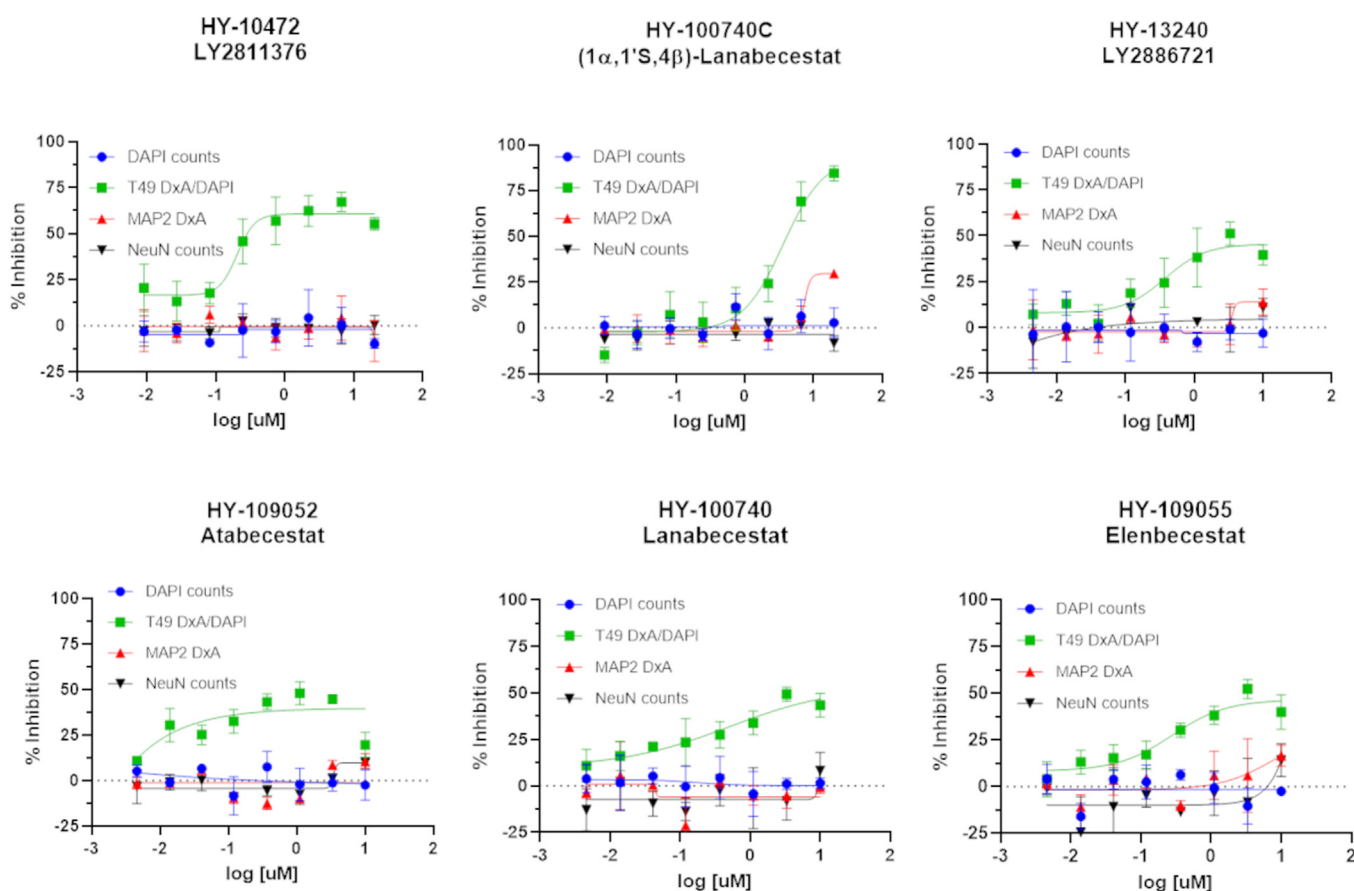 HY-10472
LY2811376
% Inhibition
100
75
50
25
0
-25
DAPI counts
T49 DxA/DAPI
MAP2 DxA
NeuN counts
-3 -2 -1 0 1 2
log [uM]
HY-100740C
(1α,1'S,4β)-Lanabecestat
% Inhibition
100
75
50
25
0
-25
DAPI counts
T49 DxA/DAPI
MAP2 DxA
NeuN counts
-3 -2 -1 0 1 2
log [uM]
HY-13240
LY2886721
% Inhibition
100
75
50
25
0
-25
DAPI counts
T49 DxA/DAPI
MAP2 DxA
NeuN counts
-3 -2 -1 0 1 2
log [uM]
HY-109052
Atabecestat
% Inhibition
100
75
50
25
0
-25
DAPI counts
T49 DxA/DAPI
MAP2 DxA
NeuN counts
-3 -2 -1 0 1 2
log [uM]
HY-100740
Lanabecestat
% Inhibition
100
75
50
25
0
-25
DAPI counts
T49 DxA/DAPI
MAP2 DxA
NeuN counts
-3 -2 -1 0 1 2
log [uM]
HY-109055
Elenbecestat
% Inhibition
100
75
50
25
0
-25
DAPI counts
T49 DxA/DAPI
MAP2 DxA
NeuN counts
-3 -2 -1 0 1 2
log [uM]